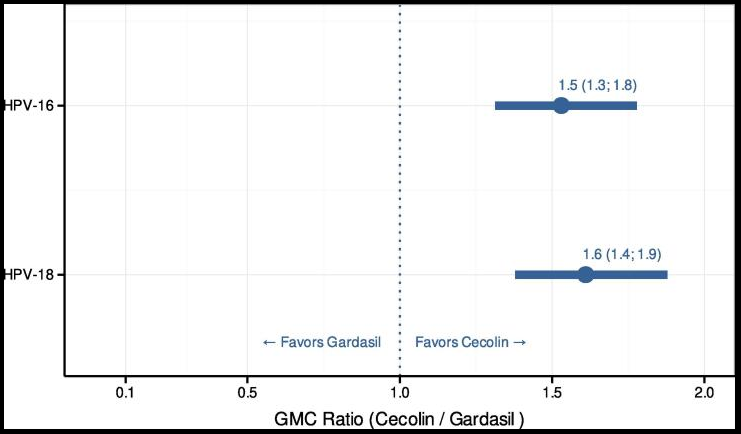 1.5 (1.3; 1.8)
HPV-16
1.6 (1.4; 1.9)
HPV-18
← Favors Gardasil Favors Cecolin →
0.1 0.5 1.0 1.5 2.0
GMC Ratio (Cecolin / Gardasil )